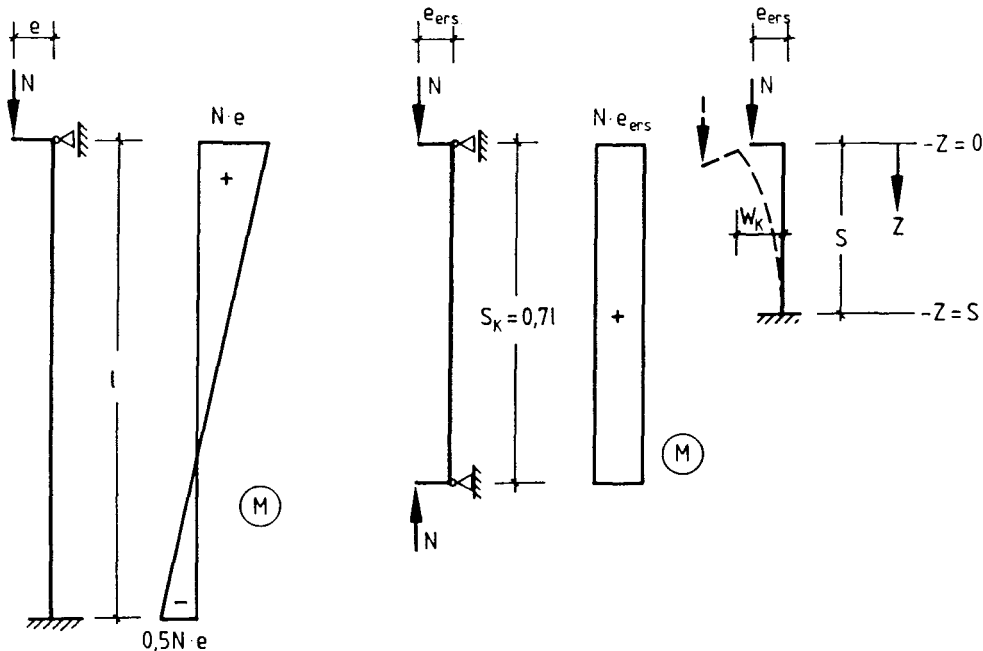 e
N
N·e
+
l
M
−
0,5N·e
e_ers
N
N·e_ers
S_K = 0,7l
+
M
N
e_ers
N
-Z = 0
W_K
S
Z
-Z = S